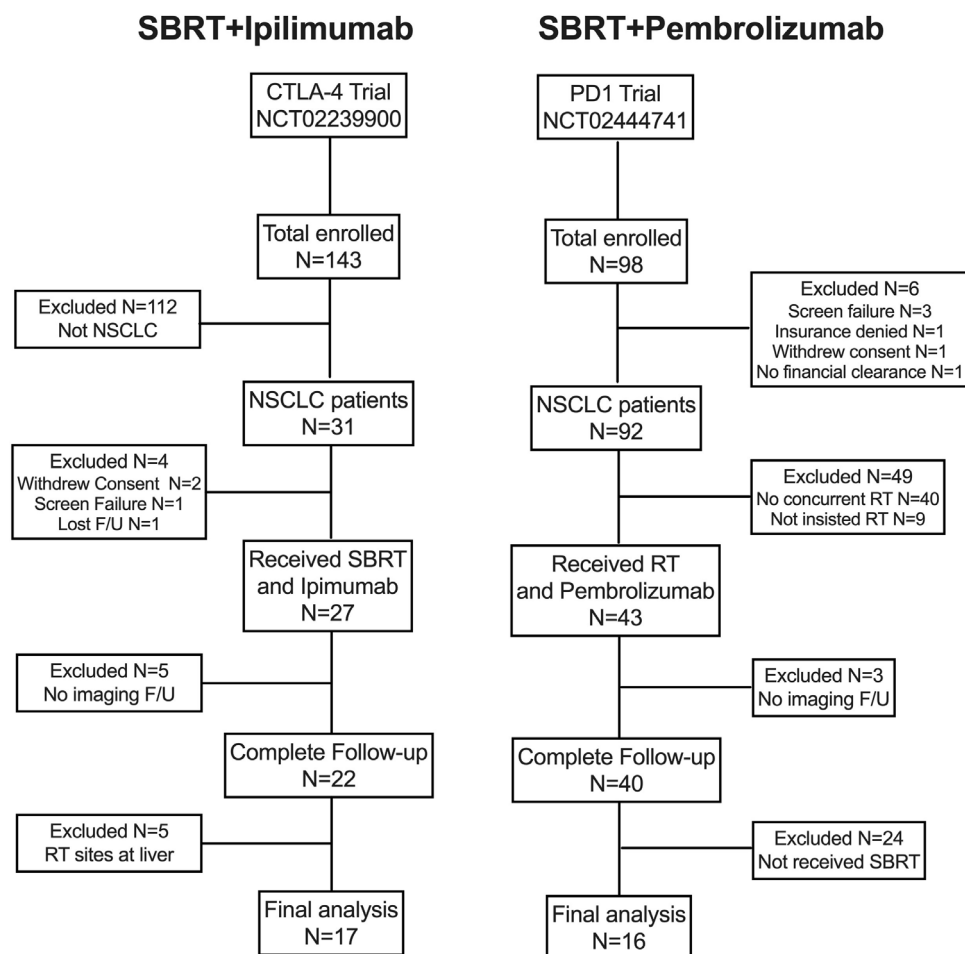 SBRT+Ipilimumab
CTLA-4 Trial
NCT02239900
Total enrolled
N=143
Excluded N=112
Not NSCLC
NSCLC patients
N=31
Excluded N=4
Withdrew Consent  N=2
Screen Failure N=1
Lost F/U N=1
Received SBRT
and Ipimumab
N=27
Excluded N=5
No imaging F/U
Complete Follow-up
N=22
Excluded N=5
RT sites at liver
Final analysis
N=17
SBRT+Pembrolizumab
PD1 Trial
NCT02444741
Total enrolled
N=98
Excluded N=6
Screen failure N=3
Insurance denied N=1
Withdrew consent N=1
No financial clearance N=1
NSCLC patients
N=92
Excluded N=49
No concurrent RT N=40
Not insisted RT N=9
Received RT
and Pembrolizumab
N=43
Excluded N=3
No imaging F/U
Complete Follow-up
N=40
Excluded N=24
Not received SBRT
Final analysis
N=16